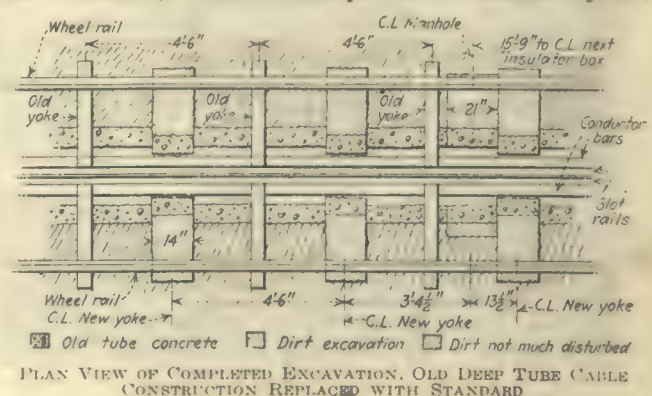 Wheel rail
C.L. Manhole
4'6"
4'6"
15'-9" to C.L. next
insulator box
Old
yoke
Old
yoke
Old
yoke
21"
Conductor
bars
Slot
rails
14"
Wheel rail
4'6"
3'4½"
13½"
C.L. New yoke
C.L. New yoke
C.L. New yoke
Old tube concrete Dirt excavation Dirt not much disturbed
PLAN VIEW OF COMPLETED EXCAVATION, OLD DEEP TUBE CABLE
CONSTRUCTION REPLACED WITH STANDARD